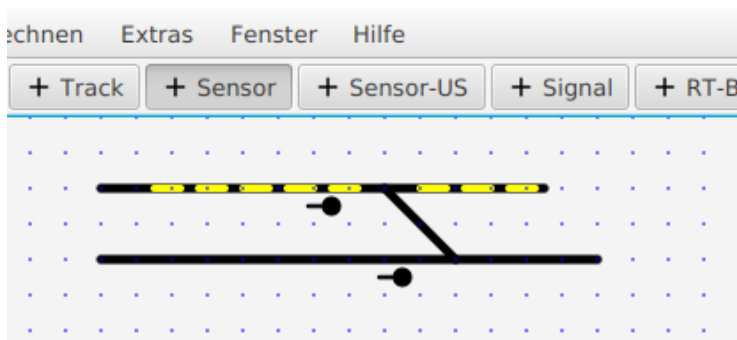 echnen Extras Fenster Hilfe
+ Track + Sensor + Sensor-US + Signal + RT-B